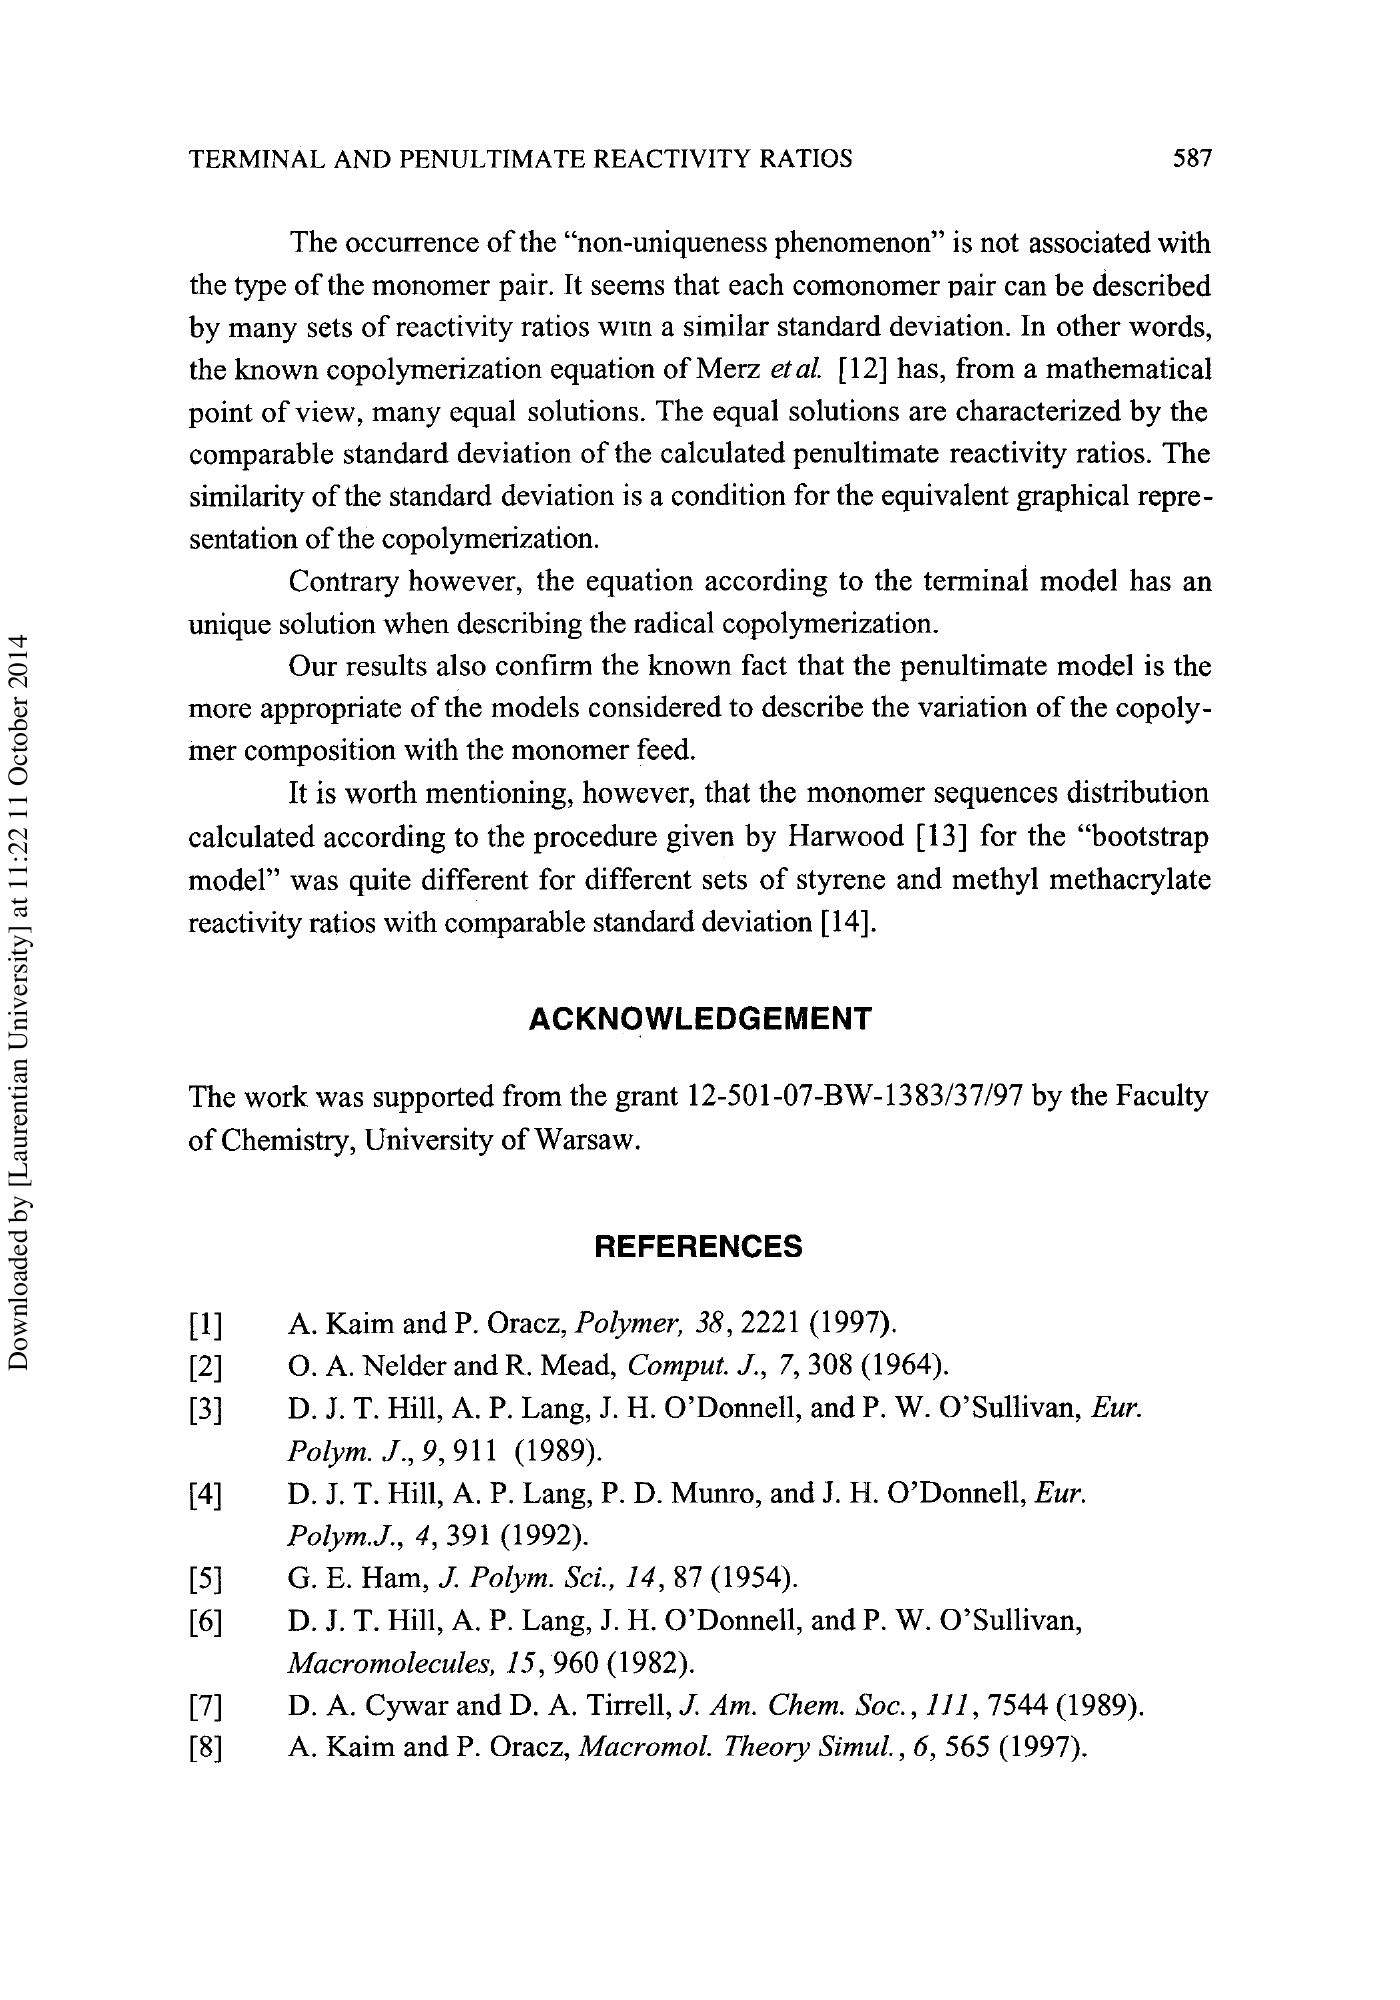 TERMINAL AND PENULTIMATE REACTIVITY RATIOS 587
The occurrence of the “non-uniqueness phenomenon” is not associated with
the type of the monomer pair. It seems that each comonomer pair can be described
by many sets of reactivity ratios with a similar standard deviation. In other words,
the known copolymerization equation of Merz et al. [12] has, from a mathematical
point of view, many equal solutions. The equal solutions are characterized by the
comparable standard deviation of the calculated penultimate reactivity ratios. The
similarity of the standard deviation is a condition for the equivalent graphical repre-
sentation of the copolymerization.
Contrary however, the equation according to the terminal model has an
unique solution when describing the radical copolymerization.
Our results also confirm the known fact that the penultimate model is the
more appropriate of the models considered to describe the variation of the copoly-
mer composition with the monomer feed.
It is worth mentioning, however, that the monomer sequences distribution
calculated according to the procedure given by Harwood [13] for the “bootstrap
model” was quite different for different sets of styrene and methyl methacrylate
reactivity ratios with comparable standard deviation [14].
ACKNOWLEDGEMENT
The work was supported from the grant 12-501-07-BW-1383/37/97 by the Faculty
of Chemistry, University of Warsaw.
REFERENCES
[1] A. Kaim and P. Oracz, Polymer, 38, 2221 (1997).
[2] O. A. Nelder and R. Mead, Comput. J., 7, 308 (1964).
[3] D. J. T. Hill, A. P. Lang, J. H. O’Donnell, and P. W. O’Sullivan, Eur.
Polym. J., 9, 911 (1989).
[4] D. J. T. Hill, A. P. Lang, P. D. Munro, and J. H. O’Donnell, Eur.
Polym.J., 4, 391 (1992).
[5] G. E. Ham, J. Polym. Sci., 14, 87 (1954).
[6] D. J. T. Hill, A. P. Lang, J. H. O’Donnell, and P. W. O’Sullivan,
Macromolecules, 15, 960 (1982).
[7] D. A. Cywar and D. A. Tirrell, J. Am. Chem. Soc., 111, 7544 (1989).
[8] A. Kaim and P. Oracz, Macromol. Theory Simul., 6, 565 (1997).
Downloaded by [Laurentian University] at 11:22 11 October 2014